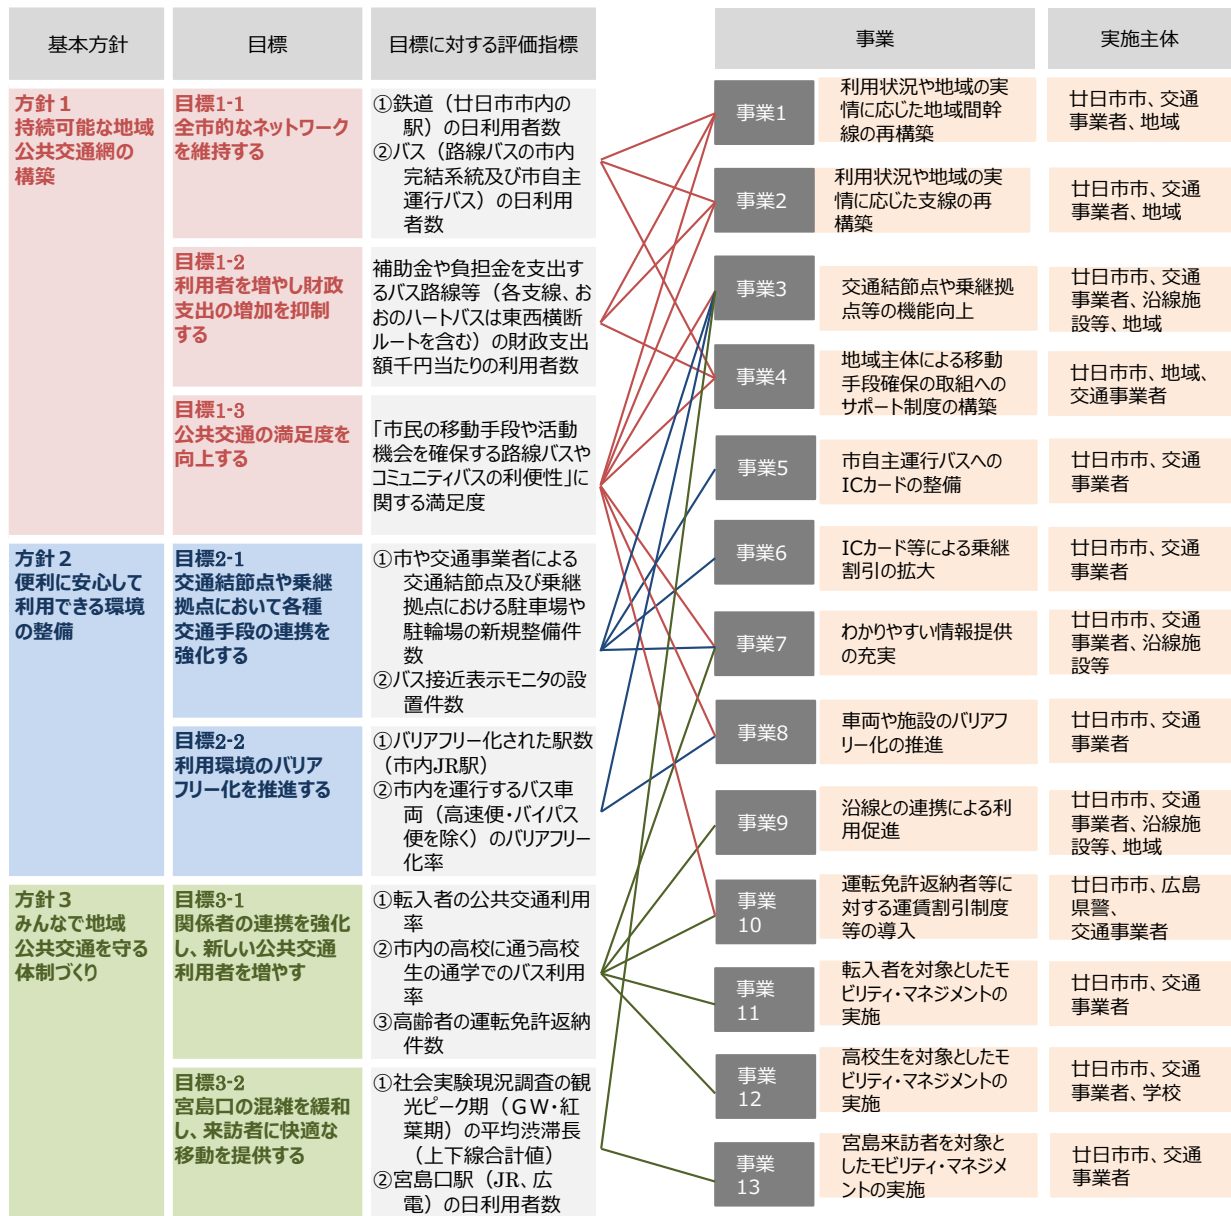 基本方針
目標
目標に対する評価指標
事業
実施主体
方針１
持続可能な地域
公共交通網の
構築
目標1-1
全市的なネットワーク
を維持する
①鉄道（廿日市市内の
駅）の日利用者数
②バス（路線バスの市内
完結系統及び市自主
運行バス）の日利用
者数
目標1-2
利用者を増やし財政
支出の増加を抑制
する
補助金や負担金を支出す
るバス路線等（各支線、お
おのハートバスは東西横断
ルートを含む）の財政支出
額千円当たりの利用者数
目標1-3
公共交通の満足度を
向上する
「市民の移動手段や活動
機会を確保する路線バスや
コミュニティバスの利便性」に
関する満足度
方針２
便利に安心して
利用できる環境
の整備
目標2-1
交通結節点や乗継
拠点において各種
交通手段の連携を
強化する
①市や交通事業者による
交通結節点及び乗継
拠点における駐車場や
駐輪場の新規整備件
数
②バス接近表示モニタの設
置件数
目標2-2
利用環境のバリア
フリー化を推進する
①バリアフリー化された駅数
（市内JR駅）
②市内を運行するバス車
両（高速便・バイパス
便を除く）のバリアフリー
化率
方針３
みんなで地域
公共交通を守る
体制づくり
目標3-1
関係者の連携を強化
し、新しい公共交通
利用者を増やす
①転入者の公共交通利用
率
②市内の高校に通う高校
生の通学でのバス利用
率
③高齢者の運転免許返納
件数
目標3-2
宮島口の混雑を緩和
し、来訪者に快適な
移動を提供する
①社会実験現況調査の観
光ピーク期（ＧＷ・紅
葉期）の平均渋滞長
（上下線合計値）
②宮島口駅（JR、広
電）の日利用者数
事業1
利用状況や地域の実
情に応じた地域間幹
線の再構築
廿日市市、交通
事業者、地域
事業2
利用状況や地域の実
情に応じた支線の再
構築
廿日市市、交通
事業者、地域
事業3
交通結節点や乗継拠
点等の機能向上
廿日市市、交通
事業者、沿線施
設等、地域
事業4
地域主体による移動
手段確保の取組への
サポート制度の構築
廿日市市、地域、
交通事業者
事業5
市自主運行バスへの
ICカードの整備
廿日市市、交通
事業者
事業6
ICカード等による乗継
割引の拡大
廿日市市、交通
事業者
事業7
わかりやすい情報提供
の充実
廿日市市、交通
事業者、沿線施
設等
事業8
車両や施設のバリアフ
リー化の推進
廿日市市、交通
事業者
事業9
沿線との連携による利
用促進
廿日市市、交通
事業者、沿線施
設等、地域
事業
10
運転免許返納者等に
対する運賃割引制度
等の導入
廿日市市、広島
県警、
交通事業者
事業
11
転入者を対象としたモ
ビリティ・マネジメントの
実施
廿日市市、交通
事業者
事業
12
高校生を対象としたモ
ビリティ・マネジメントの
実施
廿日市市、交通
事業者、学校
事業
13
宮島来訪者を対象と
したモビリティ・マネジメ
ントの実施
廿日市市、交通
事業者